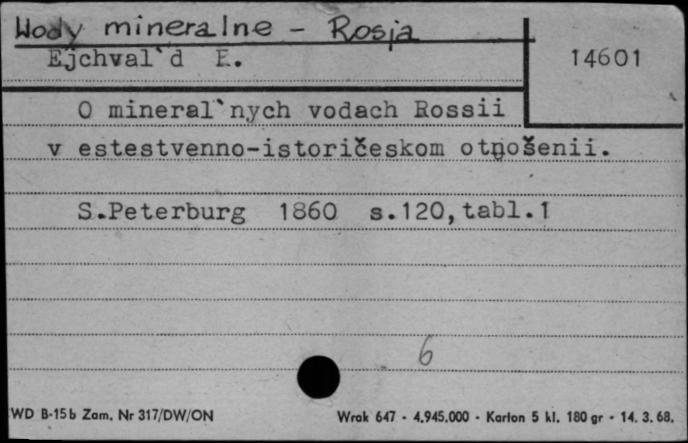 Wody mineralne - Rosja
Ejchval`d E.
14601
O mineral`nych vodach Rossii
v estestvenno-istoričeskom otnošenii.
S.Peterburg 1860 s.120,tabl.1
6
WD B-15b Zam. Nr 317/DW/ON
Wrak 647 - 4.945.000 - Karton 5 kl. 180 gr - 14. 3. 68.